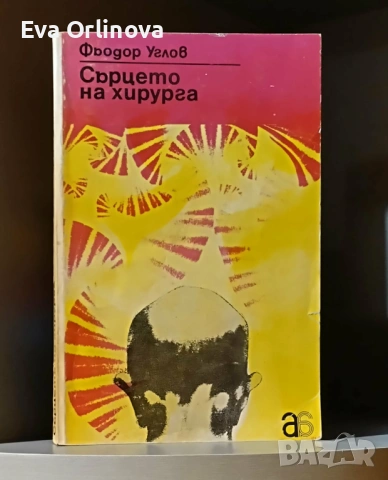 Eva Orlinova
Фьодор Углов
Сърцето
на хирурга
аб
BAZAR